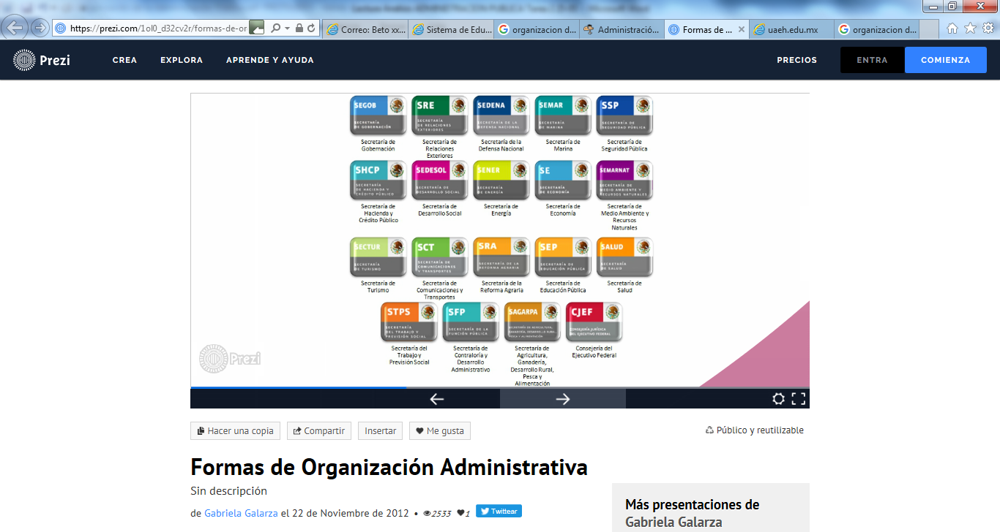 https://prezi.com/1ol0_d32cv2r/formas-de-or
Correo: Beto xx...
Sistema de Edu...
organizacion d...
Administració...
Formas de ...
uaeh.edu.mx
organizacion d...
Prezi
CREA
EXPLORA
APRENDE Y AYUDA
PRECIOS
ENTRA
COMIENZA
SEGOB SRE SEDENA SEMAR SSP
SECRETARÍA DE GOBERNACIÓN
SECRETARÍA DE RELACIONES EXTERIORES
SECRETARÍA DE LA DEFENSA NACIONAL
SECRETARÍA DE MARINA
SECRETARÍA DE SEGURIDAD PÚBLICA
Secretaría de
Gobernación
Secretaría de
Relaciones
Exteriores
Secretaría de la
Defensa Nacional
Secretaría de
Marina
Secretaría de
Seguridad Pública
SHCP SEDESOL SENER SE SEMARNAT
SECRETARÍA DE HACIENDA Y CRÉDITO PÚBLICO
SECRETARÍA DE DESARROLLO SOCIAL
SECRETARÍA DE ENERGÍA
SECRETARÍA DE ECONOMÍA
SECRETARÍA DE MEDIO AMBIENTE Y RECURSOS NATURALES
Secretaría de
Hacienda y
Crédito Público
Secretaría de
Desarrollo Social
Secretaría de
Energía
Secretaría de
Economía
Secretaría de
Medio Ambiente y
Recursos
Naturales
SECTUR SCT SRA SEP SALUD
SECRETARÍA DE TURISMO
SECRETARÍA DE COMUNICACIONES Y TRANSPORTES
SECRETARÍA DE LA REFORMA AGRARIA
SECRETARÍA DE EDUCACIÓN PÚBLICA
SECRETARÍA DE SALUD
Secretaría de
Turismo
Secretaría de
Comunicaciones y
Transportes
Secretaría de la
Reforma Agraria
Secretaría de
Educación Pública
Secretaría de
Salud
STPS SFP SAGARPA CJEF
SECRETARÍA DEL TRABAJO Y PREVISIÓN SOCIAL
SECRETARÍA DE LA FUNCIÓN PÚBLICA
SECRETARÍA DE AGRICULTURA, GANADERÍA, DESARROLLO RURAL, PESCA Y ALIMENTACIÓN
CONSEJERÍA JURÍDICA DEL EJECUTIVO FEDERAL
Secretaría del
Trabajo y
Previsión Social
Secretaría de
Contraloría y
Desarrollo
Administrativo
Secretaría de
Agricultura,
Ganadería,
Desarrollo Rural,
Pesca y
Alimentación
Consejería del
Ejecutivo Federal
Prezi
Hacer una copia
Compartir
Insertar
Me gusta
Público y reutilizable
Formas de Organización Administrativa
Sin descripción
de Gabriela Galarza el 22 de Noviembre de 2012 • 2533 1 Twittear
Más presentaciones de
Gabriela Galarza